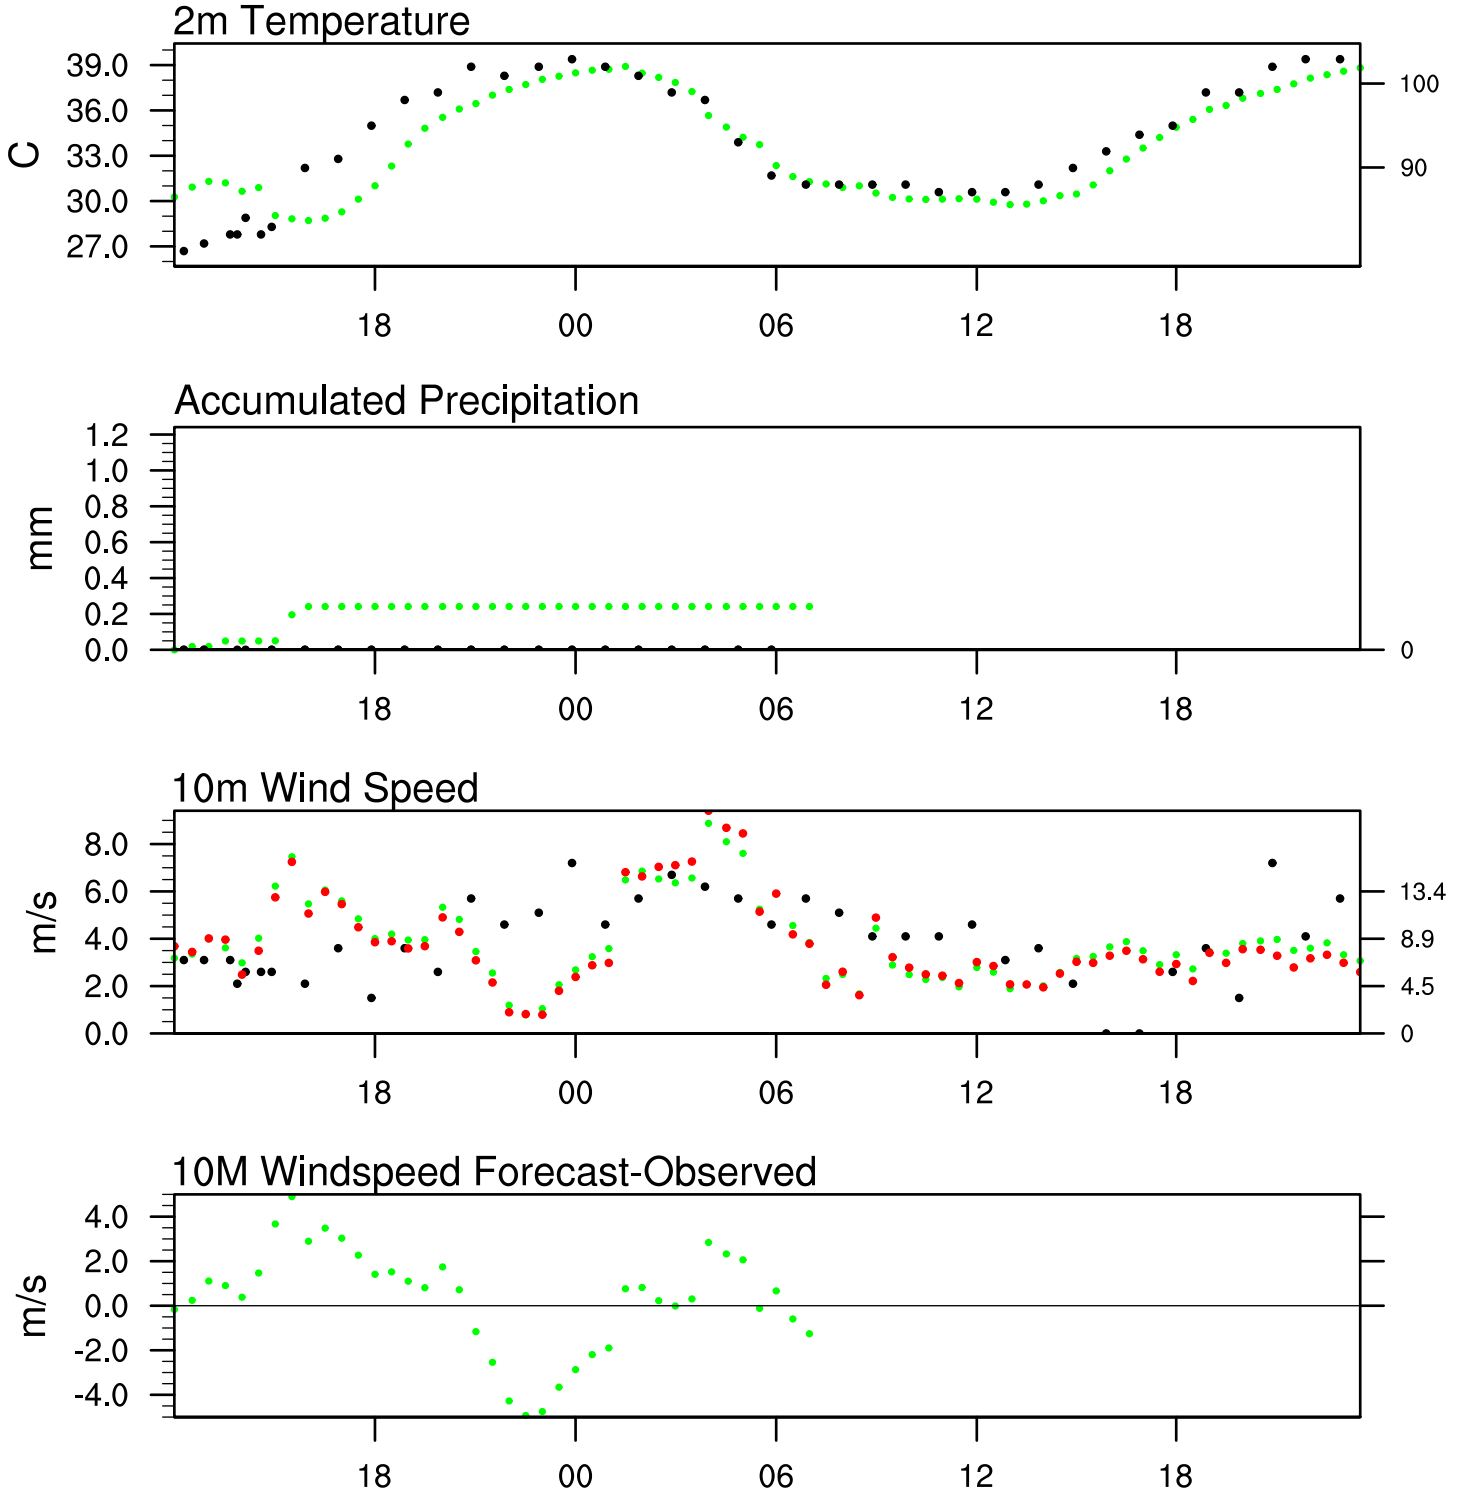 2m Temperature
39.0
36.0
33.0
30.0
27.0
C
100
90
18 00 06 12 18
Accumulated Precipitation
1.2
1.0
0.8
0.6
0.4
0.2
0.0
mm
0
18 00 06 12 18
10m Wind Speed
8.0
6.0
4.0
2.0
0.0
m/s
13.4
8.9
4.5
0
18 00 06 12 18
10M Windspeed Forecast-Observed
4.0
2.0
0.0
-2.0
-4.0
m/s
18 00 06 12 18